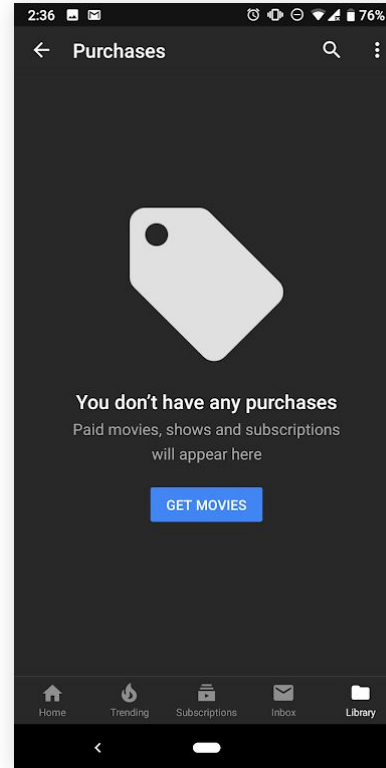 2:36 76%
Purchases
You don't have any purchases
Paid movies, shows and subscriptions
will appear here
GET MOVIES
Home Trending Subscriptions Inbox Library